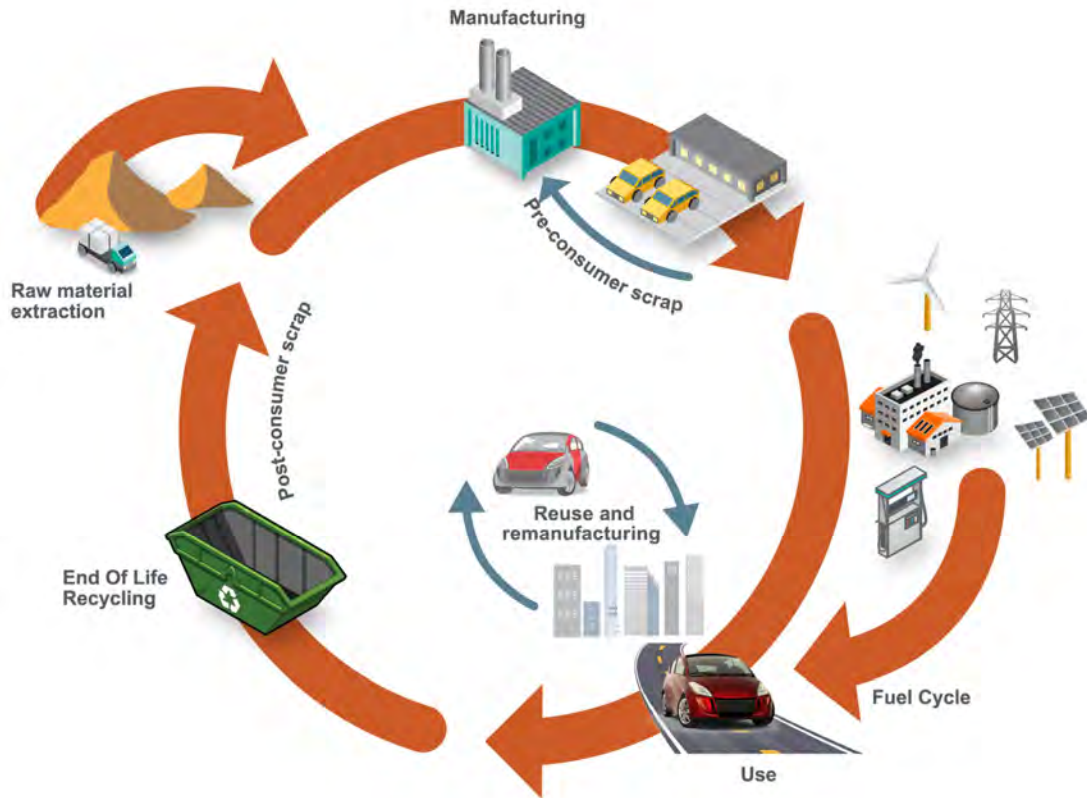 Manufacturing
Raw material
extraction
Pre-consumer scrap
Post-consumer scrap
Reuse and
remanufacturing
End Of Life
Recycling
Fuel Cycle
Use